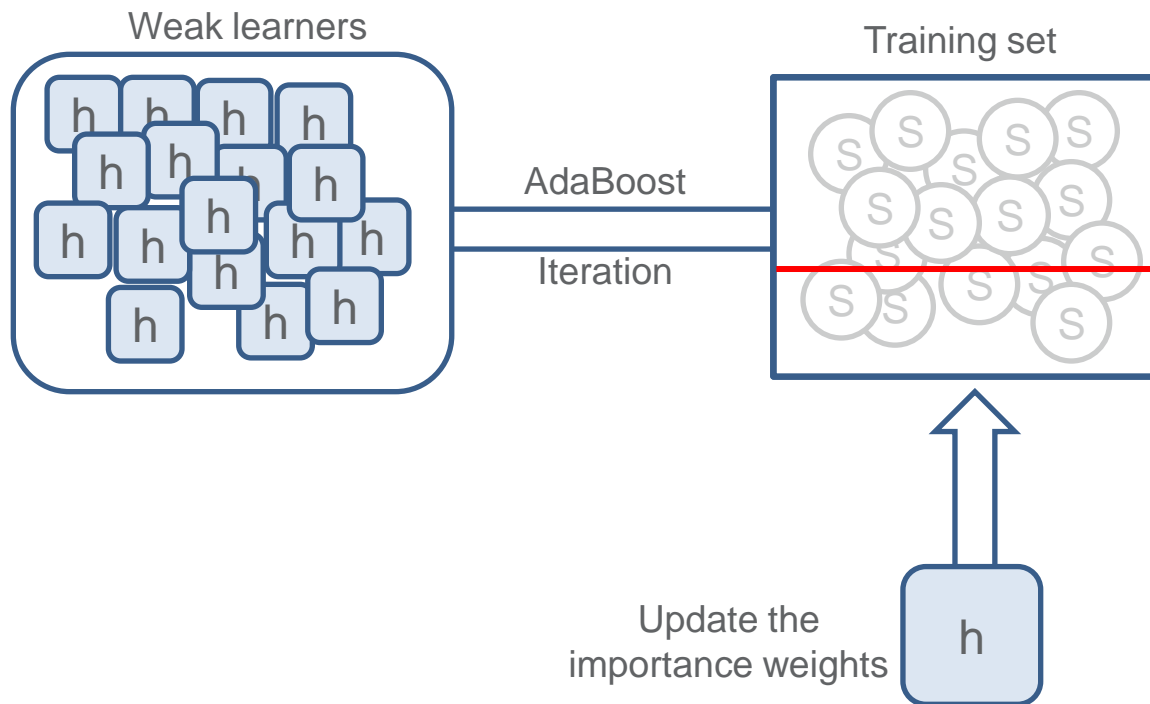 Weak learners
Training set
h h h h
h h h h
h
h h h h
h
h h h
AdaBoost
Iteration
S S S S S
S S S S
S S
S S S S
S
Update the
importance weights
h